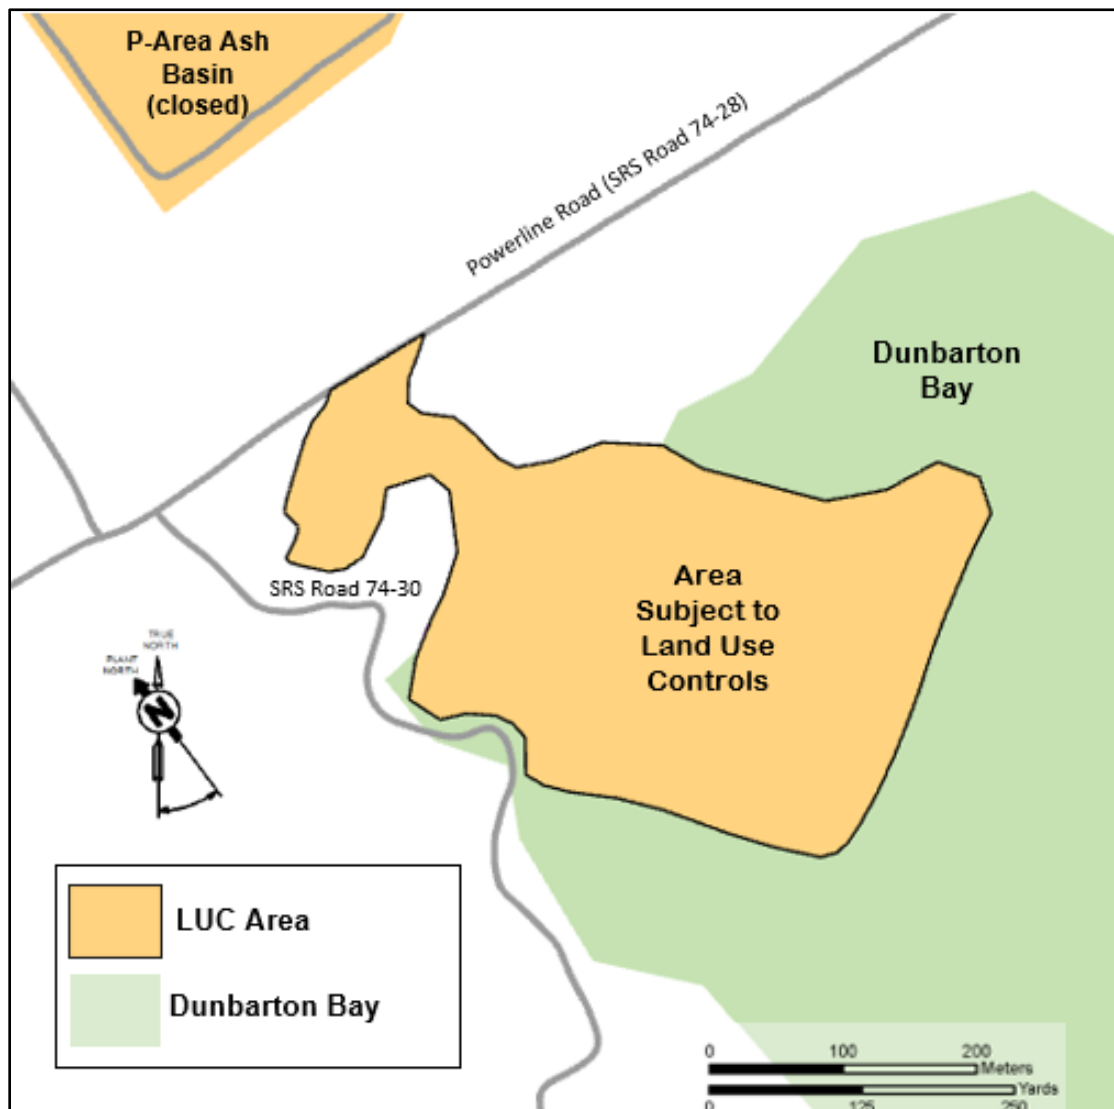 P-Area Ash
Basin
(closed)
Powerline Road (SRS Road 74-28)
Dunbarton
Bay
Area
Subject to
Land Use
Controls
SRS Road 74-30
TRUE
NORTH
PLANT
NORTH
N
LUC Area
Dunbarton Bay
0 100 200
Meters
Yards
0 125 250